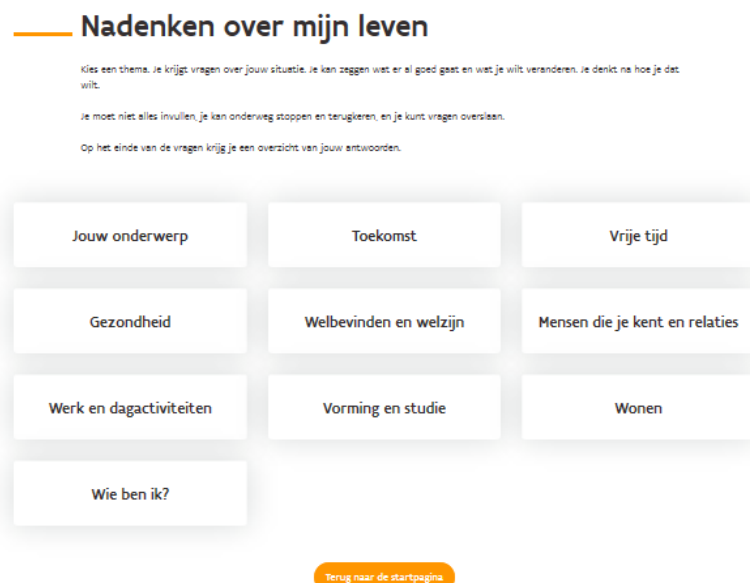 Nadenken over mijn leven
Kies een thema. Je krijgt vragen over jouw situatie. Je kan zeggen wat er al goed gaat en wat je wilt veranderen. Je denkt na hoe je dat
wilt.
Je moet niet alles invullen, je kan onderweg stoppen en terugkeren, en je kunt vragen overslaan.
Op het einde van de vragen krijg je een overzicht van jouw antwoorden.
Jouw onderwerp
Toekomst
Vrije tijd
Gezondheid
Welbevinden en welzijn
Mensen die je kent en relaties
Werk en dagactiviteiten
Vorming en studie
Wonen
Wie ben ik?
Terug naar de startpagina